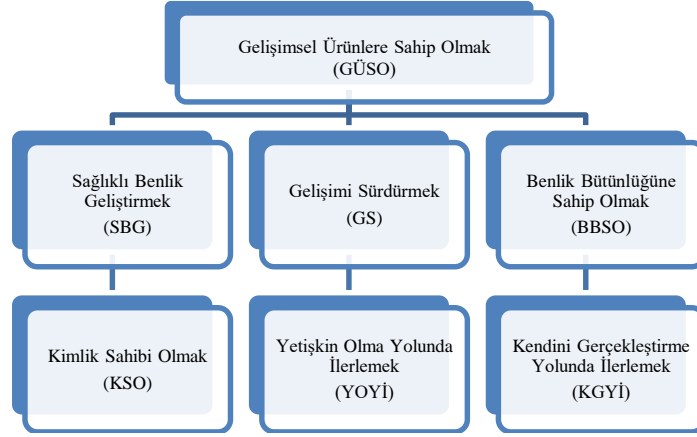 Gelişimsel Ürünlere Sahip Olmak
(GÜSO)
Sağlıklı Benlik
Geliştirmek
(SBG)
Gelişimi Sürdürmek
(GS)
Benlik Bütünlüğüne
Sahip Olmak
(BBSO)
Kimlik Sahibi Olmak
(KSO)
Yetişkin Olma Yolunda
İlerlemek
(YOYİ)
Kendini Gerçekleştirme
Yolunda İlerlemek
(KGYİ)